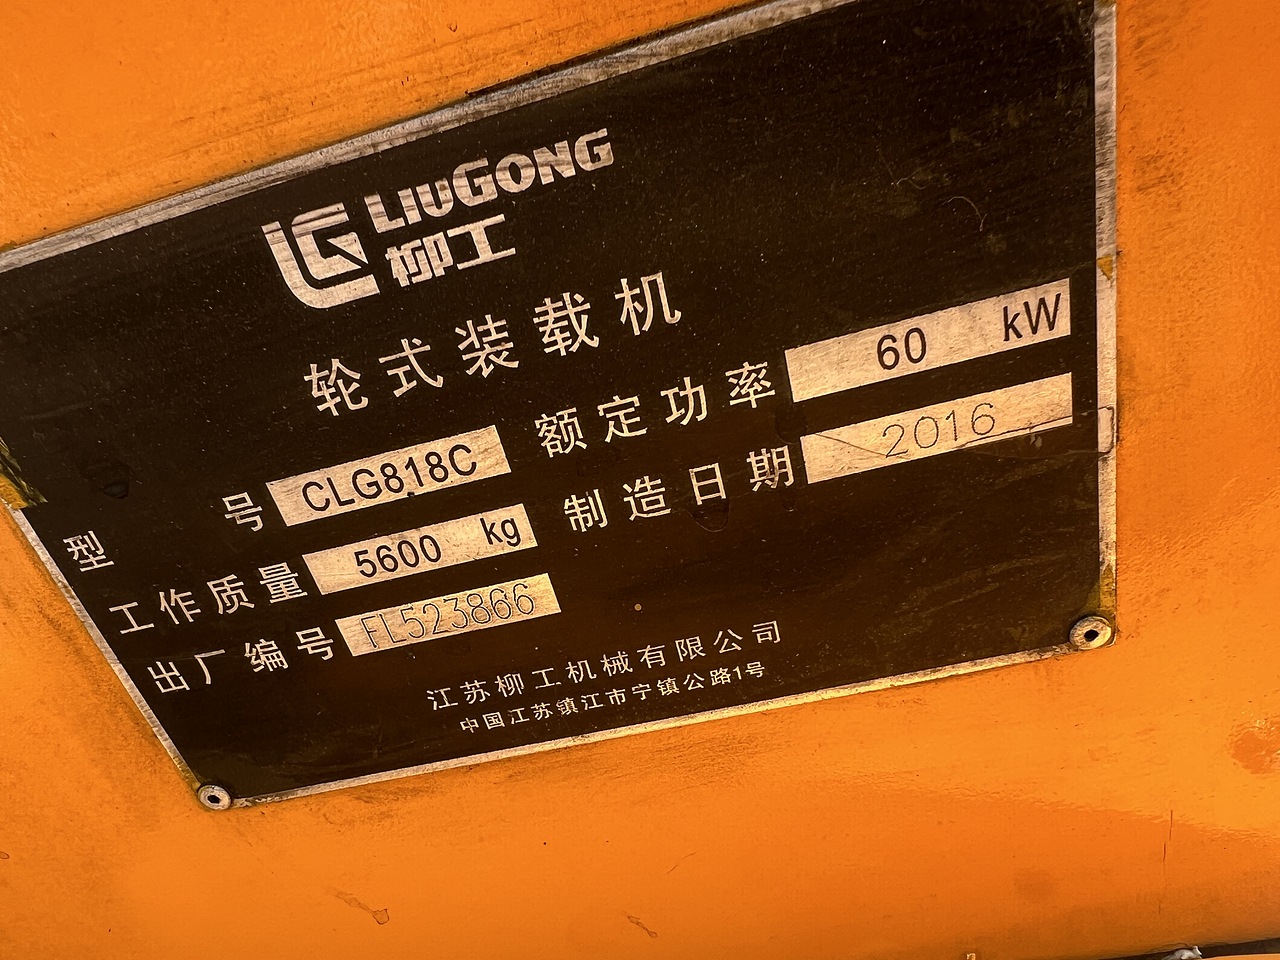 LIUGONG
柳工
轮式装载机
型号 CLG818C 额定功率 60 kW
工作质量 5600 kg 制造日期 2016
出厂编号 FL523866
江苏柳工机械有限公司
中国江苏镇江市宁镇公路1号